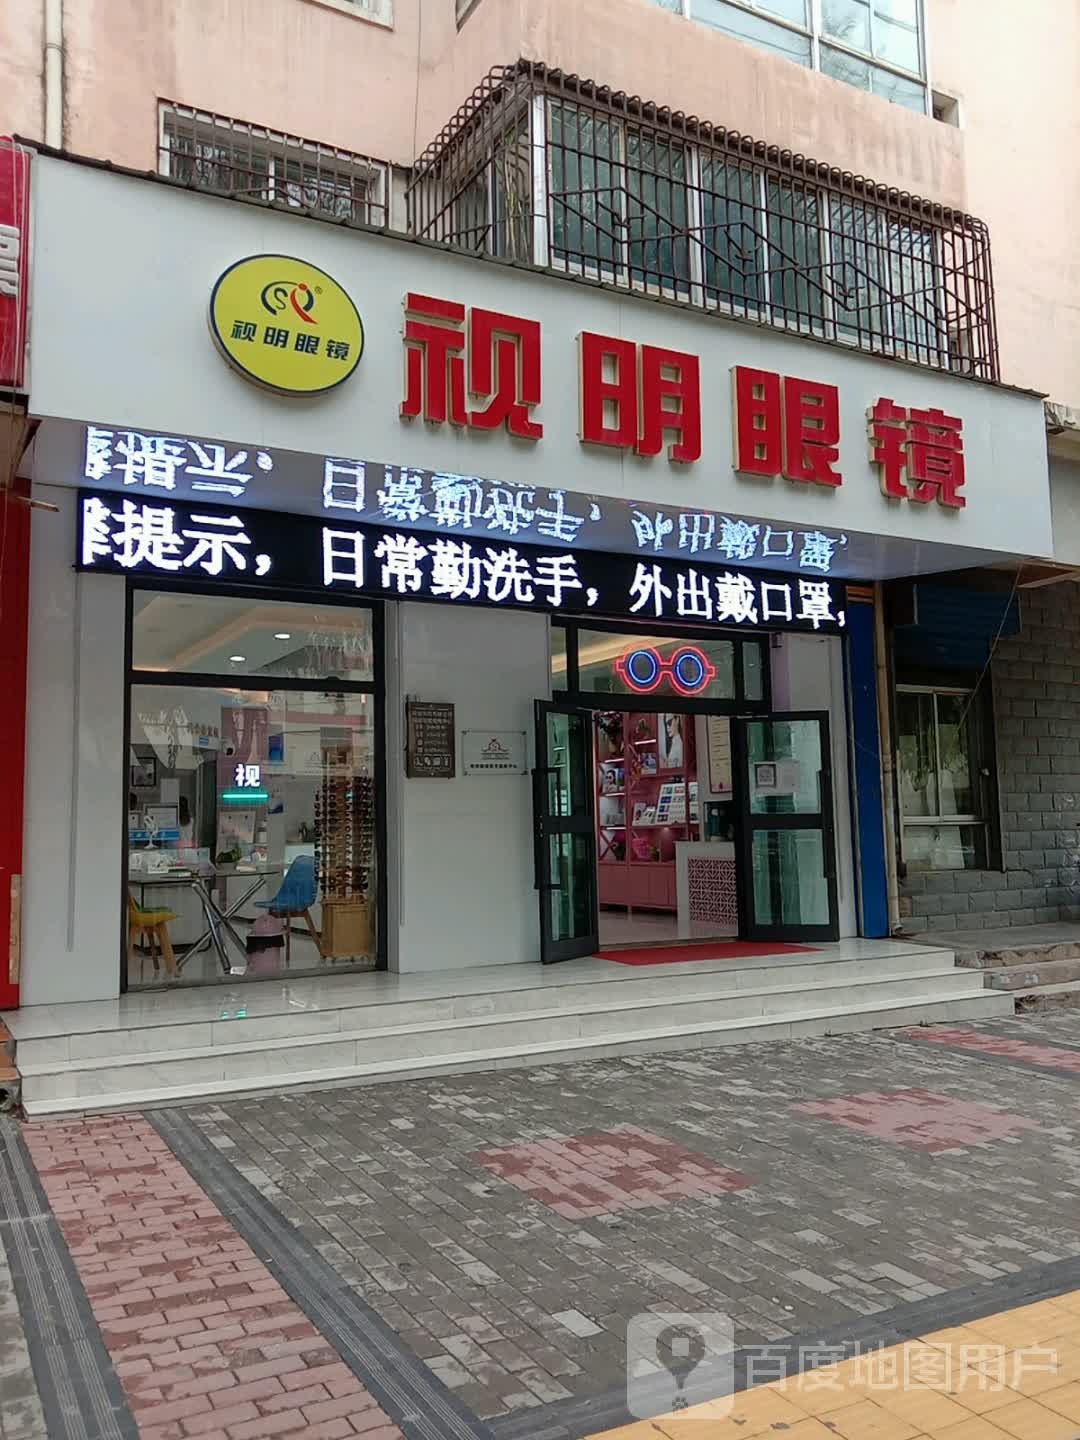 视明眼镜
视明眼镜
提示，日常勤洗手，外出戴口罩，
视
百度地图用户